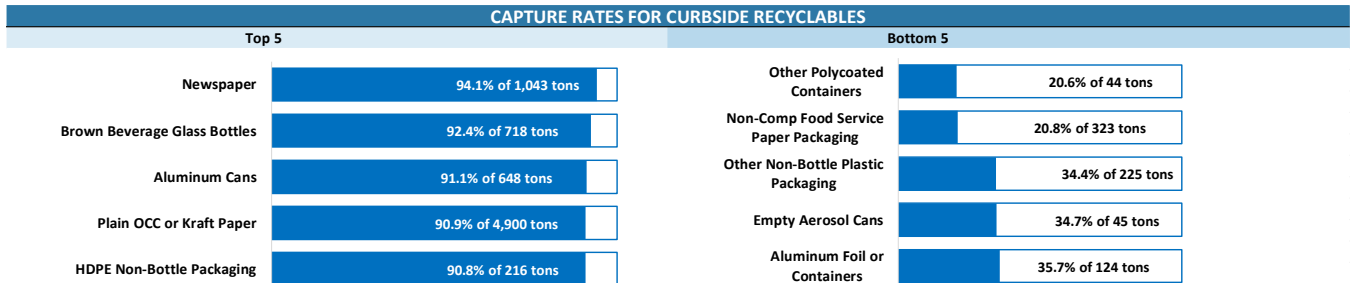 CAPTURE RATES FOR CURBSIDE RECYCLABLES
Top 5
Newspaper
94.1% of 1,043 tons
Brown Beverage Glass Bottles
92.4% of 718 tons
Aluminum Cans
91.1% of 648 tons
Plain OCC or Kraft Paper
90.9% of 4,900 tons
HDPE Non-Bottle Packaging
90.8% of 216 tons
Bottom 5
Other Polycoated
Containers
20.6% of 44 tons
Non-Comp Food Service
Paper Packaging
20.8% of 323 tons
Other Non-Bottle Plastic
Packaging
34.4% of 225 tons
Empty Aerosol Cans
34.7% of 45 tons
Aluminum Foil or
Containers
35.7% of 124 tons